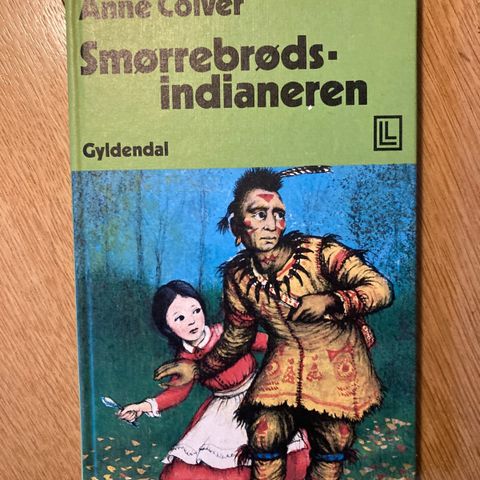 Anne Colver
Smørrebrøds-
indianeren
Gyldendal
L